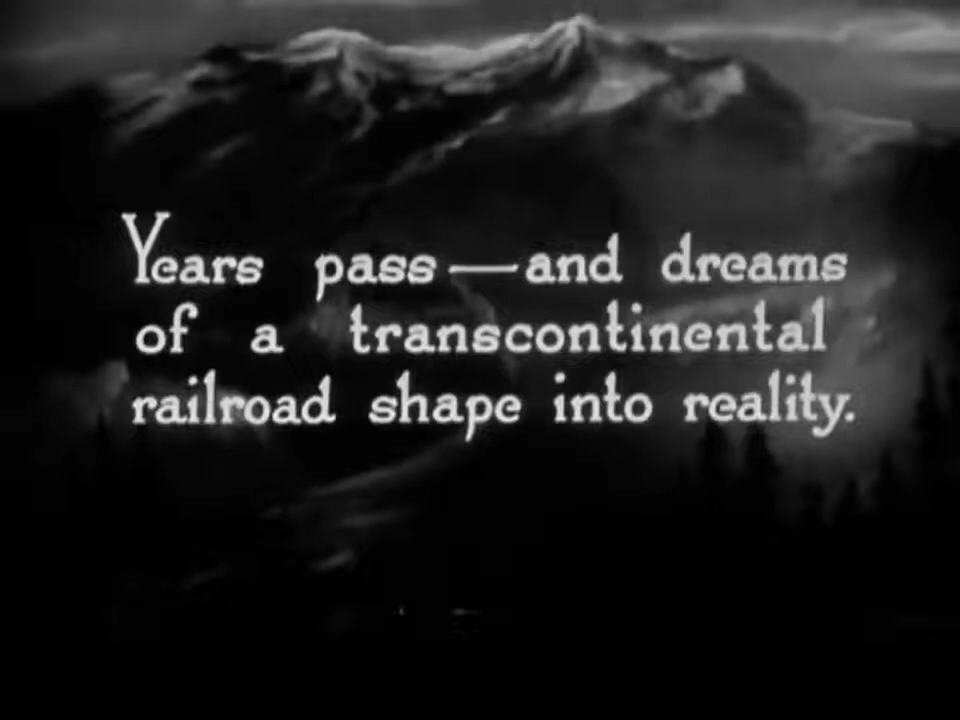 Years pass—and dreams
of a transcontinental
railroad shape into reality.